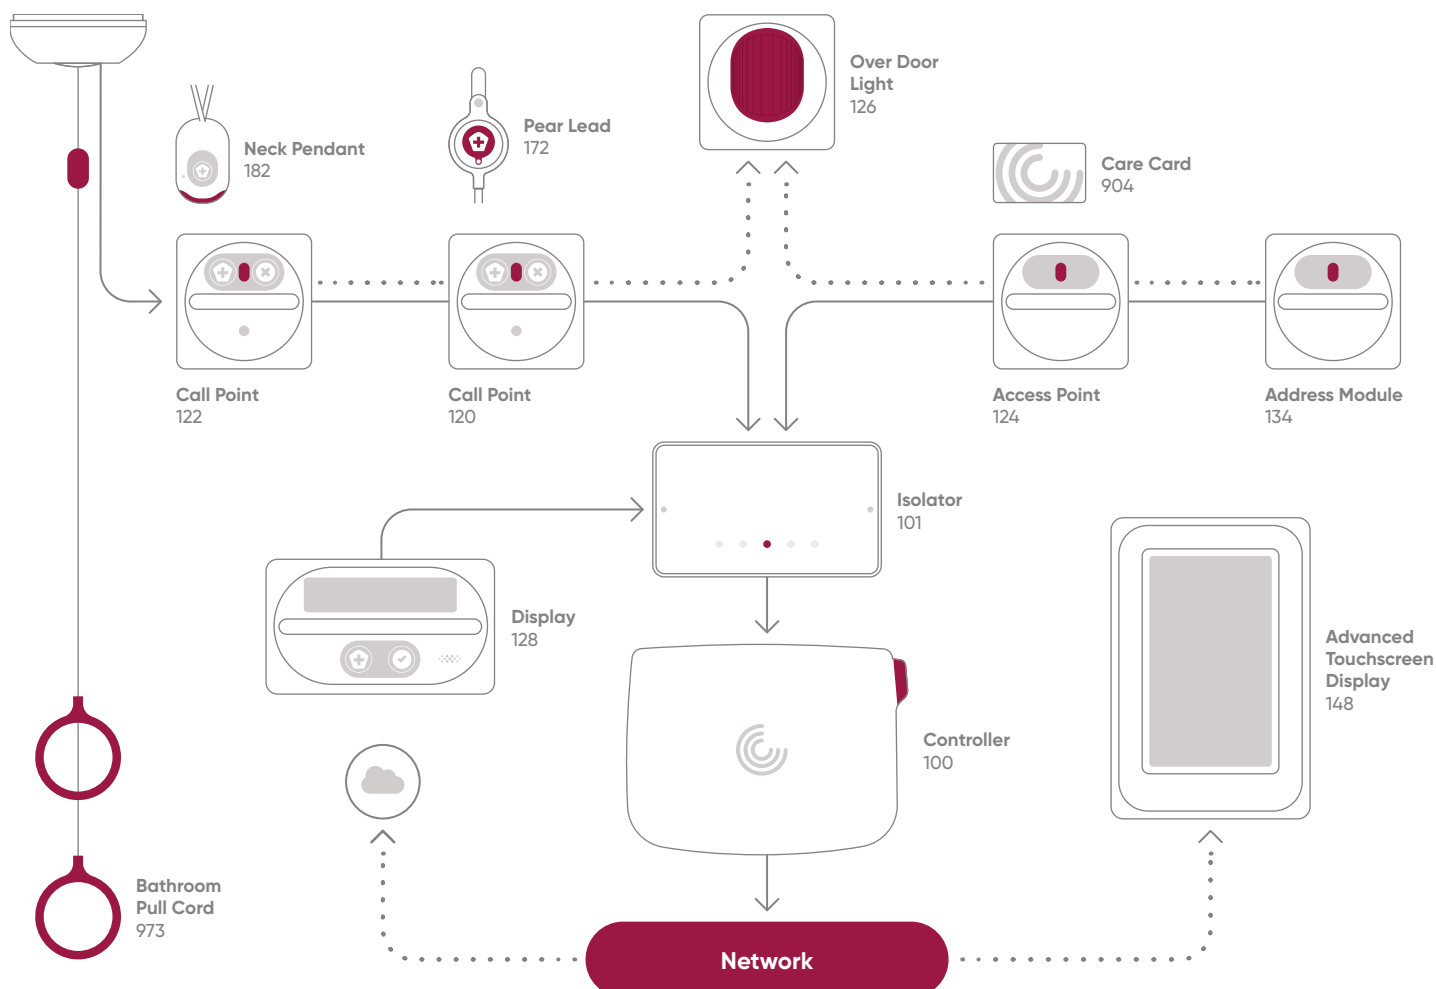 Over Door
Light
126
Pear Lead
172
Neck Pendant
182
Care Card
904
Call Point
122
Call Point
120
Access Point
124
Address Module
134
Isolator
101
Display
128
Advanced
Touchscreen
Display
148
Controller
100
Bathroom
Pull Cord
973
Network